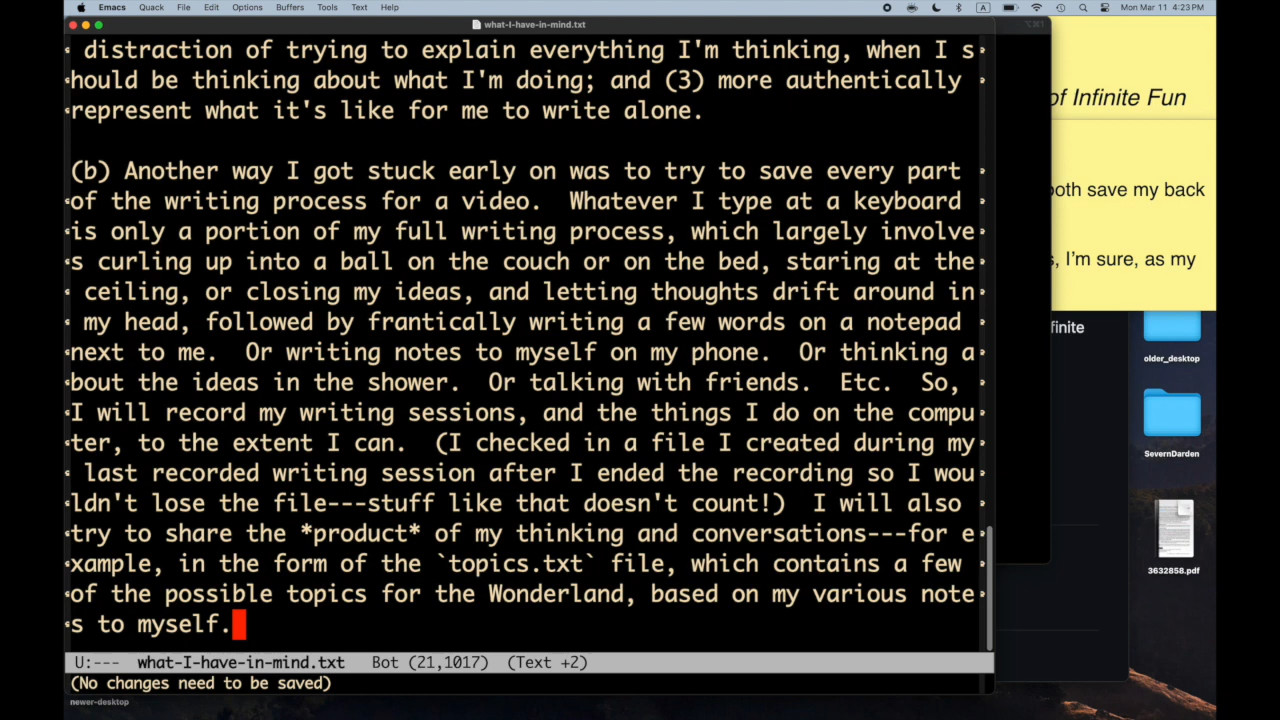 Emacs Quack File Edit Options Buffers Tools Text Help
A Mon Mar 11 4:23 PM
what-I-have-in-mind.txt
⌥⌘5
distraction of trying to explain everything I'm thinking, when I s
hould be thinking about what I'm doing; and (3) more authentically
represent what it's like for me to write alone.
(b) Another way I got stuck early on was to try to save every part
of the writing process for a video.  Whatever I type at a keyboard
is only a portion of my full writing process, which largely involve
s curling up into a ball on the couch or on the bed, staring at the
ceiling, or closing my ideas, and letting thoughts drift around in
my head, followed by frantically writing a few words on a notepad
next to me.  Or writing notes to myself on my phone.  Or thinking a
bout the ideas in the shower.  Or talking with friends.  Etc.  So,
I will record my writing sessions, and the things I do on the compu
ter, to the extent I can.  (I checked in a file I created during my
last recorded writing session after I ended the recording so I wou
ldn't lose the file---stuff like that doesn't count!)  I will also
try to share the *product* of my thinking and conversations---for e
xample, in the form of the `topics.txt` file, which contains a few
of the possible topics for the Wonderland, based on my various note
s to myself.
U:--- what-I-have-in-mind.txt Bot (21,1017) (Text +2)
(No changes need to be saved)
newer-desktop
of Infinite Fun
both save my back
s, I'm sure, as my
finite
older_desktop
SevernDarden
3632858.pdf